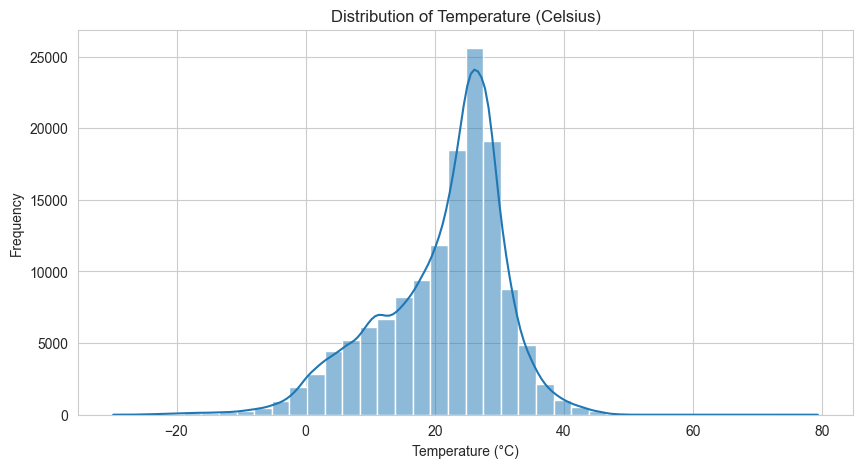 Distribution of Temperature (Celsius)
25000
20000
15000
10000
5000
0
Frequency
−20 0 20 40 60 80
Temperature (°C)